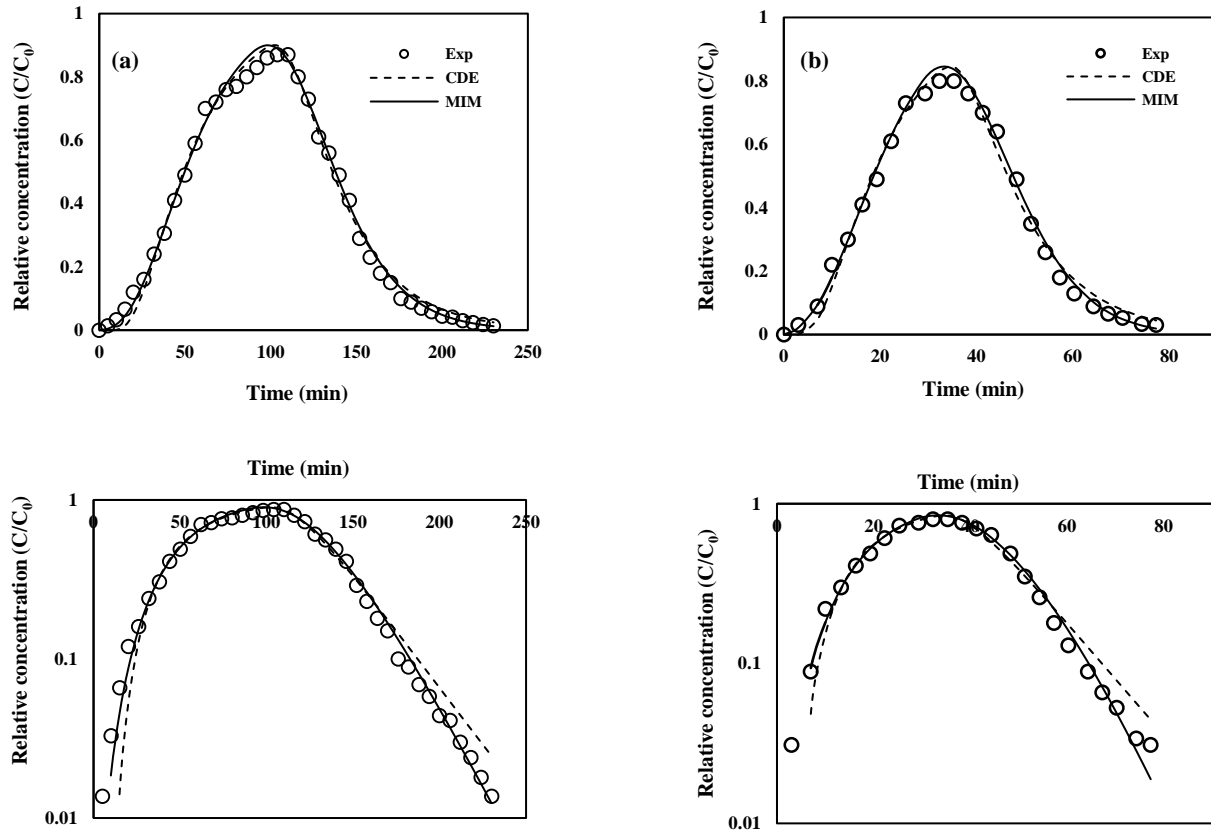 (a)
Relative concentration (C/C₀)
1
0.8
0.6
0.4
0.2
0
0 50 100 150 200 250
Time (min)
Exp
CDE
MIM
(b)
Relative concentration (C/C₀)
1
0.8
0.6
0.4
0.2
0
0 20 40 60 80
Time (min)
Exp
CDE
MIM
Time (min)
0 50 100 150 200 250
Relative concentration (C/C₀)
1
0.1
0.01
Time (min)
0 20 40 60 80
Relative concentration (C/C₀)
1
0.1
0.01